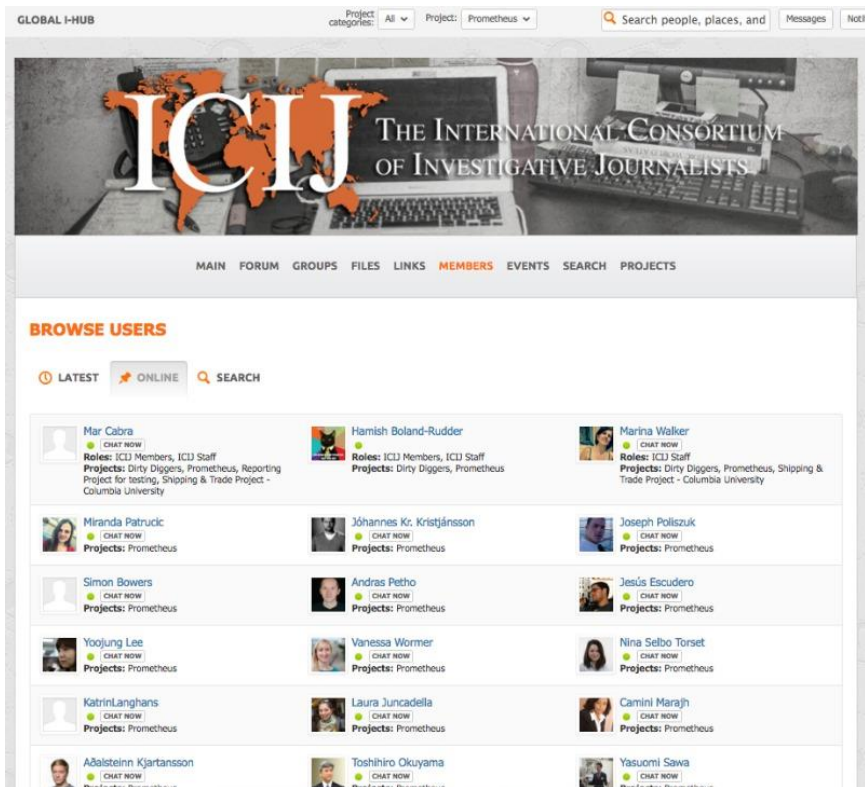 GLOBAL I-HUB
Project categories: All Project: Prometheus
Search people, places, and
Messages
Noti
ICIJ
THE INTERNATIONAL CONSORTIUM
OF INVESTIGATIVE JOURNALISTS
MAIN FORUM GROUPS FILES LINKS MEMBERS EVENTS SEARCH PROJECTS
BROWSE USERS
LATEST ONLINE SEARCH
Mar Cabra
CHAT NOW
Roles: ICIJ Members, ICIJ Staff
Projects: Dirty Diggers, Prometheus, Reporting
Project for testing, Shipping & Trade Project -
Columbia University
Hamish Boland-Rudder
Roles: ICIJ Members, ICIJ Staff
Projects: Dirty Diggers, Prometheus
Marina Walker
CHAT NOW
Roles: ICIJ Staff
Projects: Dirty Diggers, Prometheus, Shipping &
Trade Project - Columbia University
Miranda Patrucic
CHAT NOW
Projects: Prometheus
Jóhannes Kr. Kristjánsson
CHAT NOW
Projects: Prometheus
Joseph Poliszuk
CHAT NOW
Projects: Prometheus
Simon Bowers
CHAT NOW
Projects: Prometheus
Andras Petho
CHAT NOW
Projects: Prometheus
Jesús Escudero
CHAT NOW
Projects: Prometheus
Yoojung Lee
CHAT NOW
Projects: Prometheus
Vanessa Wormer
CHAT NOW
Projects: Prometheus
Nina Selbo Torset
CHAT NOW
Projects: Prometheus
KatrinLanghans
CHAT NOW
Projects: Prometheus
Laura Juncadella
CHAT NOW
Projects: Prometheus
Camini Marajh
CHAT NOW
Projects: Prometheus
Aðalsteinn Kjartansson
CHAT NOW
Projects: Prometheus
Toshihiro Okuyama
CHAT NOW
Projects: Prometheus
Yasuomi Sawa
CHAT NOW
Projects: Prometheus